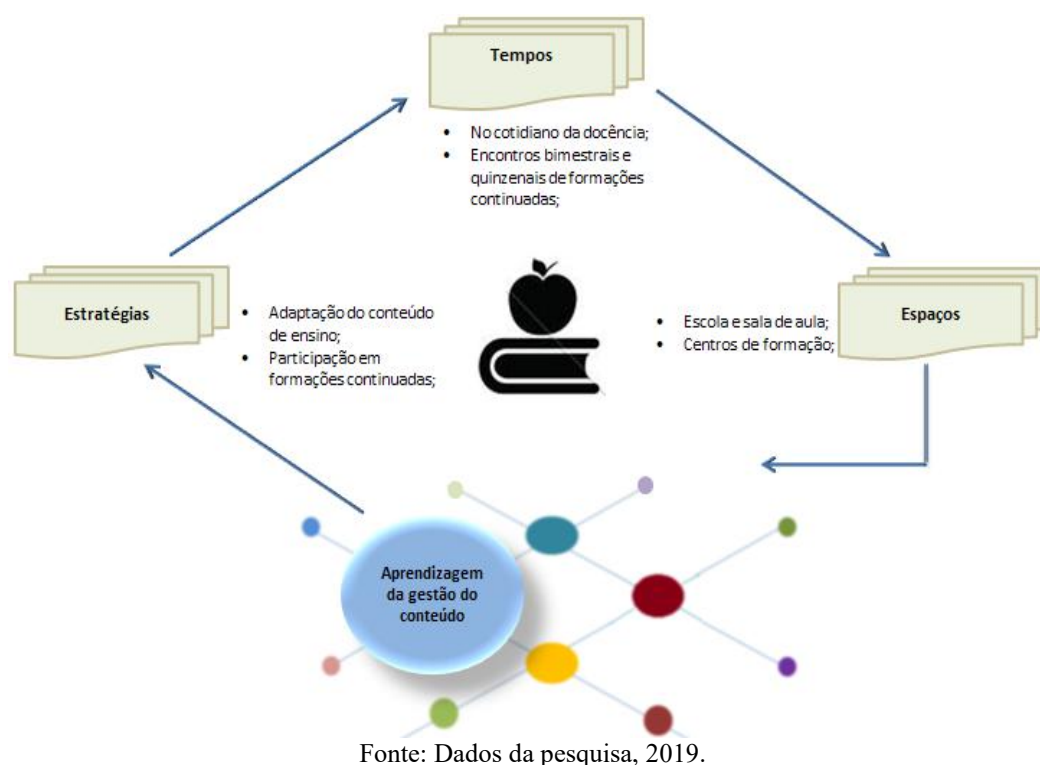 Tempos
• No cotidiano da docência;
• Encontros bimestrais e
quinzenais de formações
continuadas;
Estratégias
• Adaptação do conteúdo
de ensino;
• Participação em
formações continuadas;
• Escola e sala de aula;
• Centros de formação;
Espaços
Aprendizagem
da gestão do
conteúdo
Fonte: Dados da pesquisa, 2019.